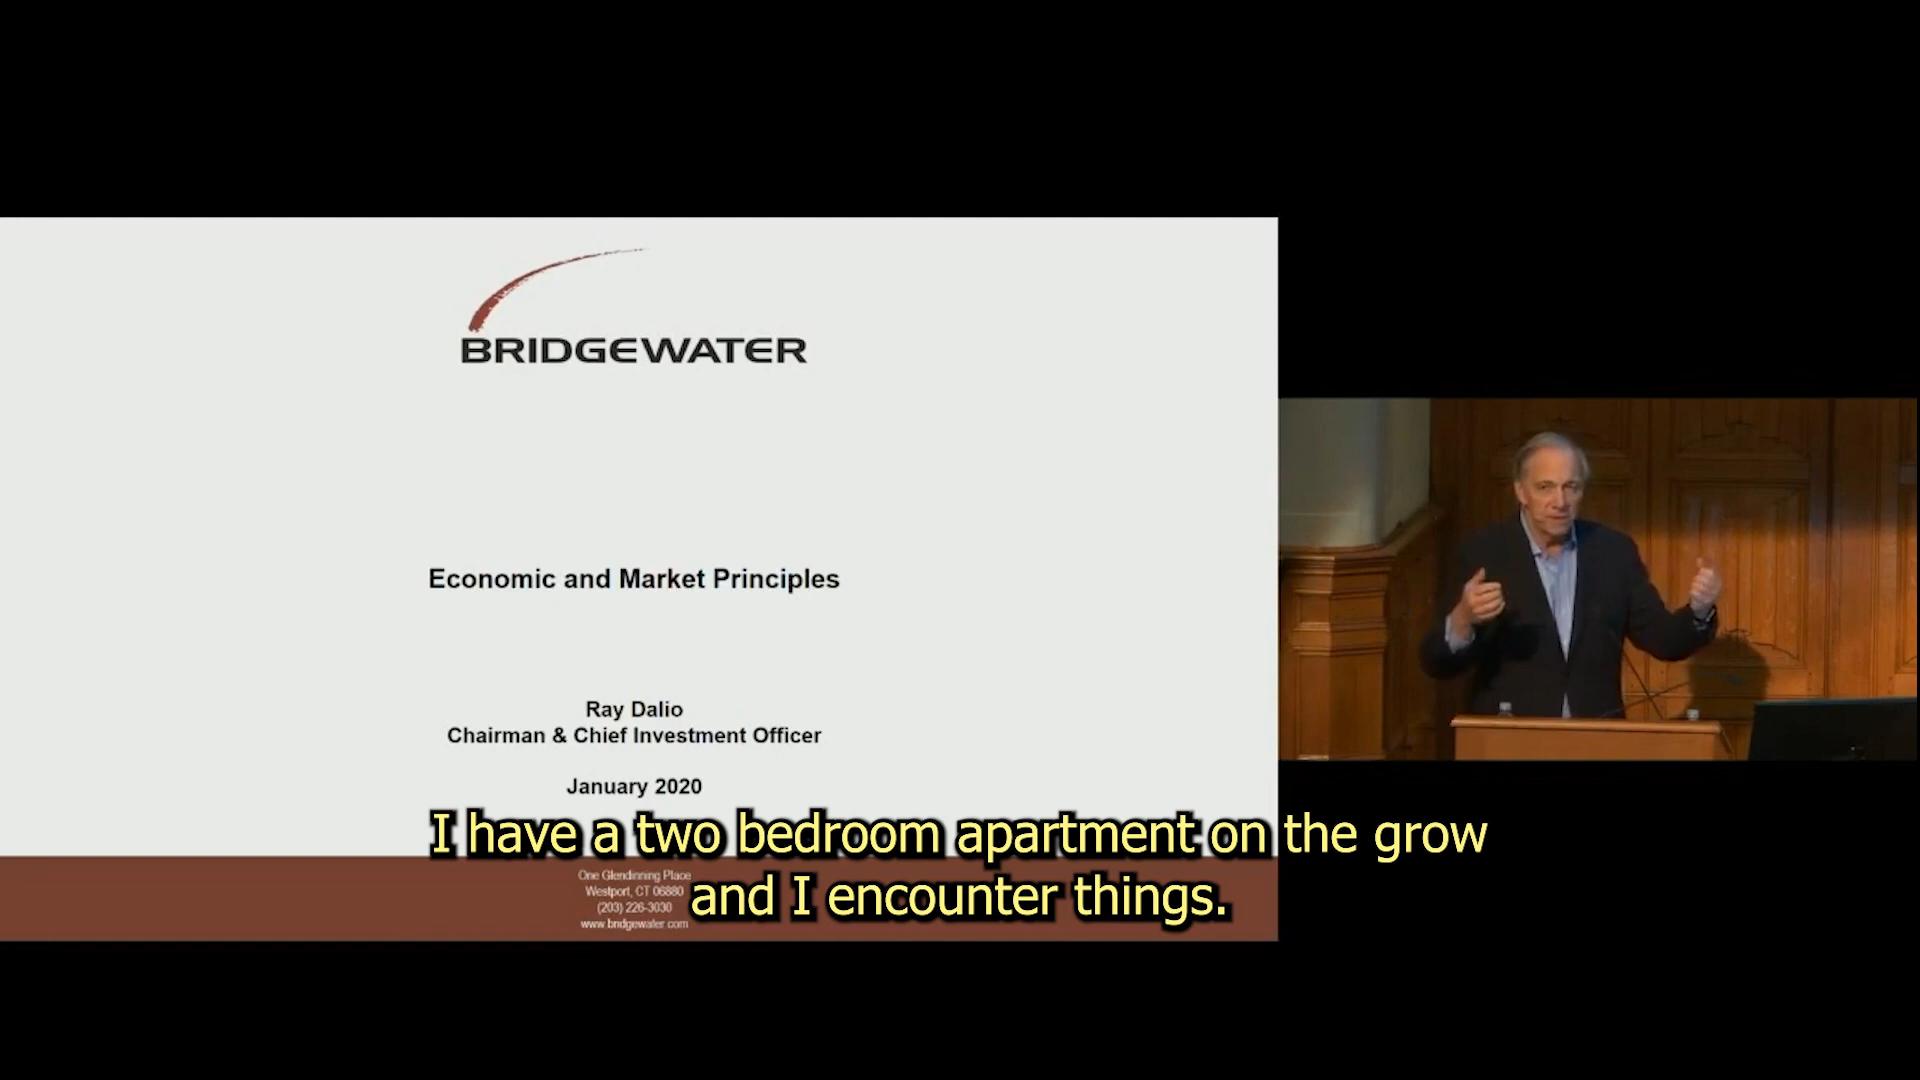 BRIDGEWATER
Economic and Market Principles
Ray Dalio
Chairman & Chief Investment Officer
January 2020
I have a two bedroom apartment on the grow
and I encounter things.
One Glendinning Place
Westport, CT 06880
(203) 226-3030
www.bridgewater.com